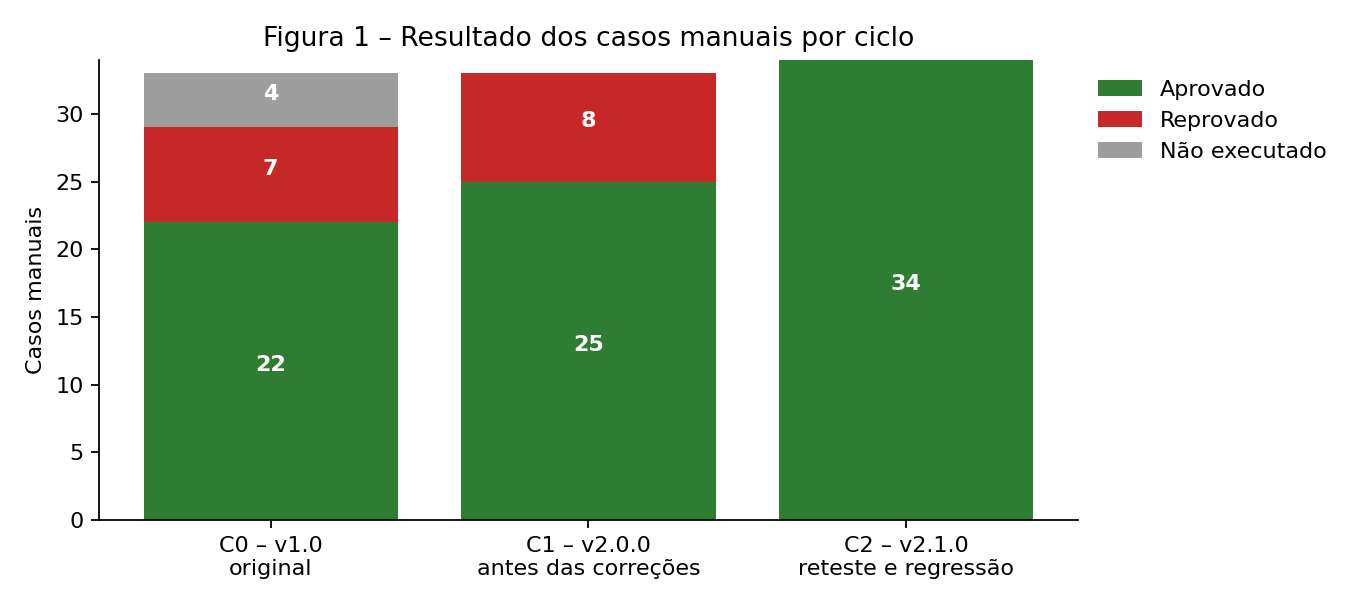 Figura 1 – Resultado dos casos manuais por ciclo
Casos manuais
30
25
20
15
10
5
0
4
7
22
8
25
34
C0 – v1.0
original
C1 – v2.0.0
antes das correções
C2 – v2.1.0
reteste e regressão
Aprovado
Reprovado
Não executado